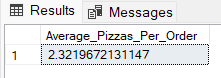 Results Messages
Average_Pizzas_Per_Order
1 2.3219672131147